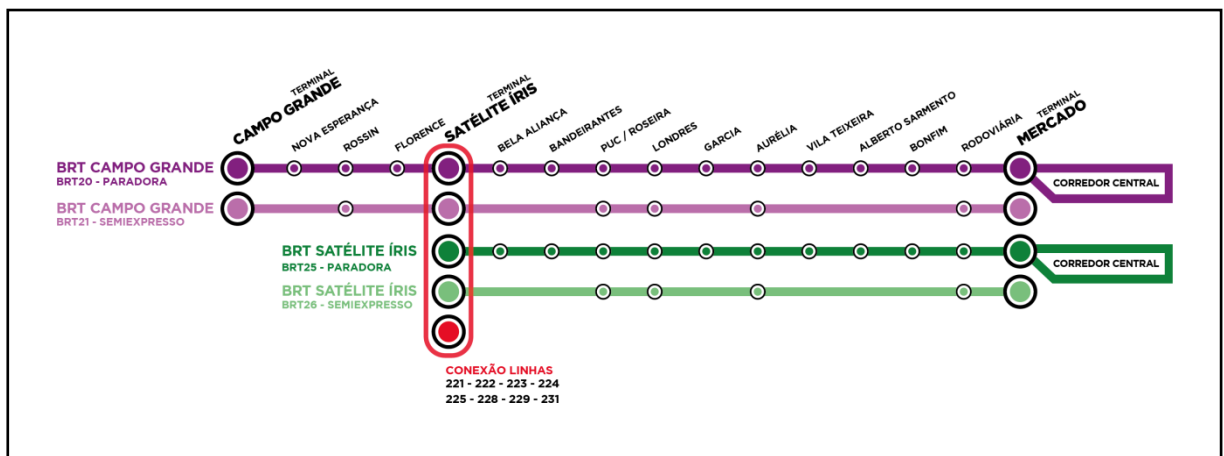 TERMINAL
CAMPO GRANDE
NOVA ESPERANÇA
ROSSIN
FLORENCE
TERMINAL
SATÉLITE ÍRIS
BELA ALIANÇA
BANDEIRANTES
PUC / ROSEIRA
LONDRES
GARCIA
AURÉLIA
VILA TEIXEIRA
ALBERTO SARMENTO
BONFIM
RODOVIÁRIA
TERMINAL
MERCADO
BRT CAMPO GRANDE
BRT20 - PARADORA
CORREDOR CENTRAL
BRT CAMPO GRANDE
BRT21 - SEMIEXPRESSO
BRT SATÉLITE ÍRIS
BRT25 - PARADORA
CORREDOR CENTRAL
BRT SATÉLITE ÍRIS
BRT26 - SEMIEXPRESSO
CONEXÃO LINHAS
221 - 222 - 223 - 224
225 - 228 - 229 - 231